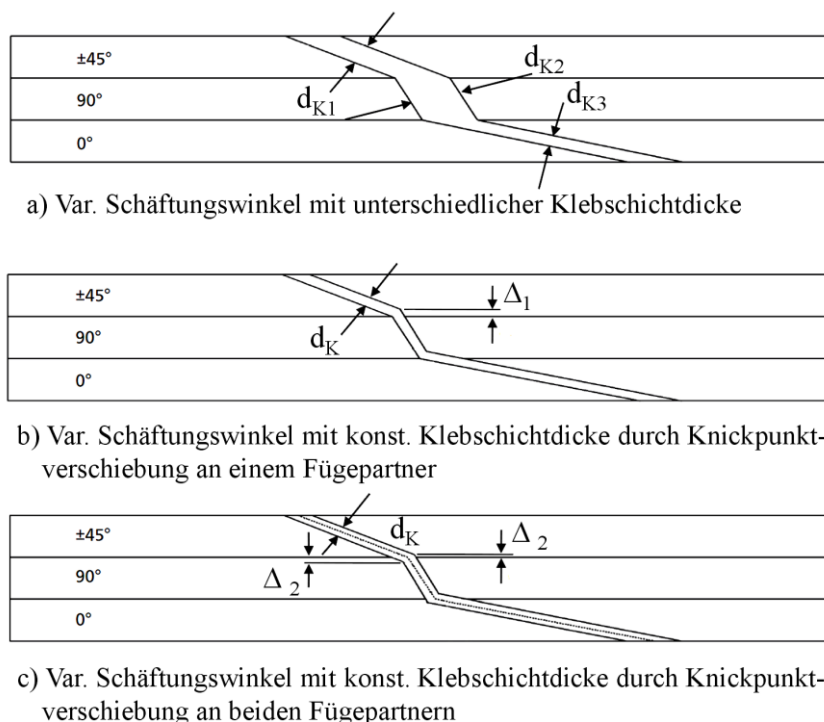 ±45°
90°
0°
d_K1
d_K2
d_K3
a) Var. Schäftungswinkel mit unterschiedlicher Klebschichtdicke
±45°
90°
0°
d_K
Δ_1
b) Var. Schäftungswinkel mit konst. Klebschichtdicke durch Knickpunkt-
verschiebung an einem Fügepartner
±45°
90°
0°
d_K
Δ_2
Δ_2
c) Var. Schäftungswinkel mit konst. Klebschichtdicke durch Knickpunkt-
verschiebung an beiden Fügepartnern